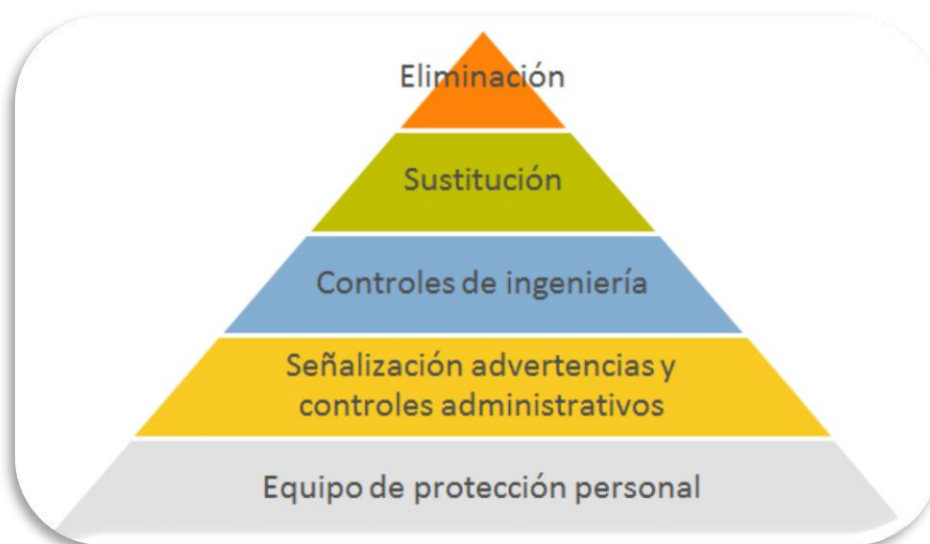 Eliminación
Sustitución
Controles de ingeniería
Señalización advertencias y
controles administrativos
Equipo de protección personal